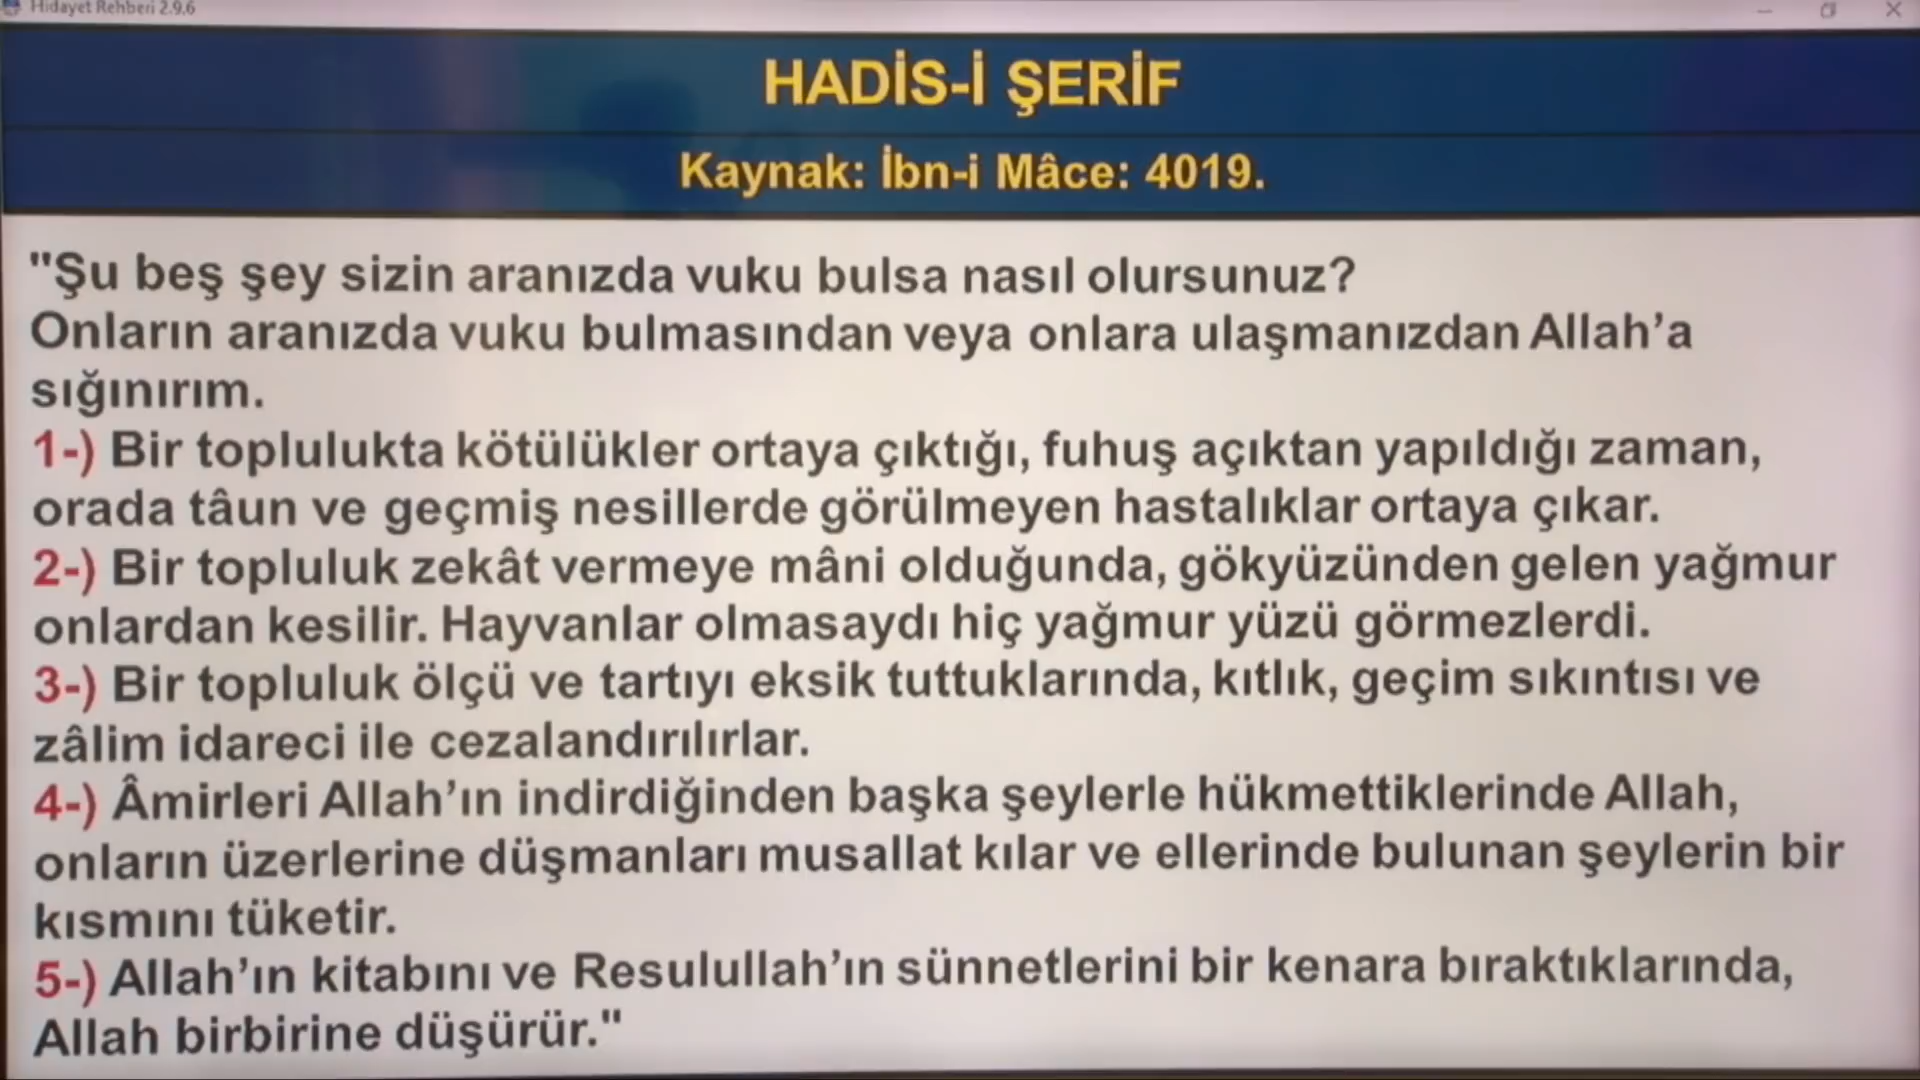 Hidayet Rehberi 2.9.6
HADİS-İ ŞERİF
Kaynak: İbn-i Mâce: 4019.
"Şu beş şey sizin aranızda vuku bulsa nasıl olursunuz?
Onların aranızda vuku bulmasından veya onlara ulaşmanızdan Allah’a
sığınırım.
1-) Bir toplulukta kötülükler ortaya çıktığı, fuhuş açıktan yapıldığı zaman,
orada tâun ve geçmiş nesillerde görülmeyen hastalıklar ortaya çıkar.
2-) Bir topluluk zekât vermeye mâni olduğunda, gökyüzünden gelen yağmur
onlardan kesilir. Hayvanlar olmasaydı hiç yağmur yüzü görmezlerdi.
3-) Bir topluluk ölçü ve tartıyı eksik tuttuklarında, kıtlık, geçim sıkıntısı ve
zâlim idareci ile cezalandırılırlar.
4-) Âmirleri Allah’ın indirdiğinden başka şeylerle hükmettiklerinde Allah,
onların üzerlerine düşmanları musallat kılar ve ellerinde bulunan şeylerin bir
kısmını tüketir.
5-) Allah’ın kitabını ve Resulullah’ın sünnetlerini bir kenara bıraktıklarında,
Allah birbirine düşürür."